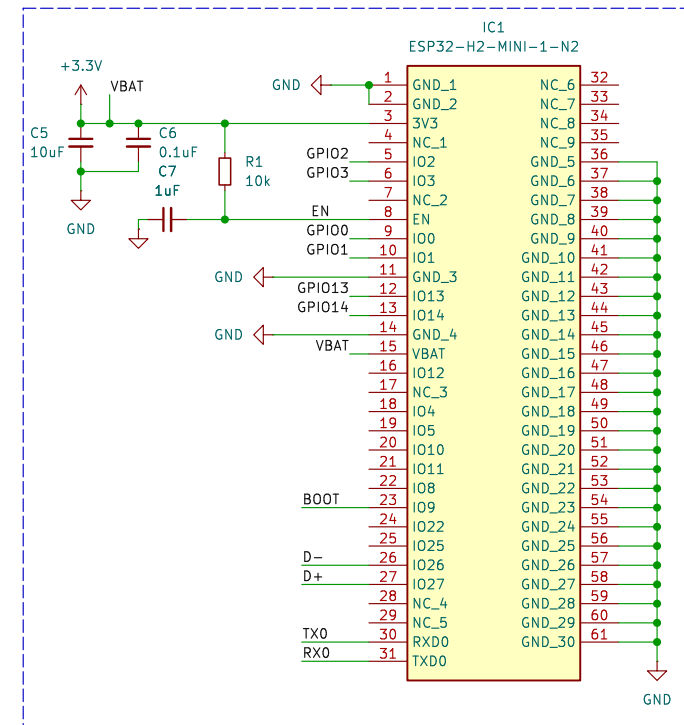 IC1
ESP32-H2-MINI-1-N2
+3.3V
VBAT
C5
10uF
C6
0.1uF
C7
1uF
R1
10k
GND
GND
GND
GND
GPIO2
GPIO3
EN
GPIO0
GPIO1
GPIO13
GPIO14
VBAT
BOOT
D-
D+
TX0
RX0
1 GND_1
2 GND_2
3 3V3
4 NC_1
5 IO2
6 IO3
7 NC_2
8 EN
9 IO0
10 IO1
11 GND_3
12 IO13
13 IO14
14 GND_4
15 VBAT
16 IO12
17 NC_3
18 IO4
19 IO5
20 IO10
21 IO11
22 IO8
23 IO9
24 IO22
25 IO25
26 IO26
27 IO27
28 NC_4
29 NC_5
30 RXD0
31 TXD0
NC_6 32
NC_7 33
NC_8 34
NC_9 35
GND_5 36
GND_6 37
GND_7 38
GND_8 39
GND_9 40
GND_10 41
GND_11 42
GND_12 43
GND_13 44
GND_14 45
GND_15 46
GND_16 47
GND_17 48
GND_18 49
GND_19 50
GND_20 51
GND_21 52
GND_22 53
GND_23 54
GND_24 55
GND_25 56
GND_26 57
GND_27 58
GND_28 59
GND_29 60
GND_30 61
GND